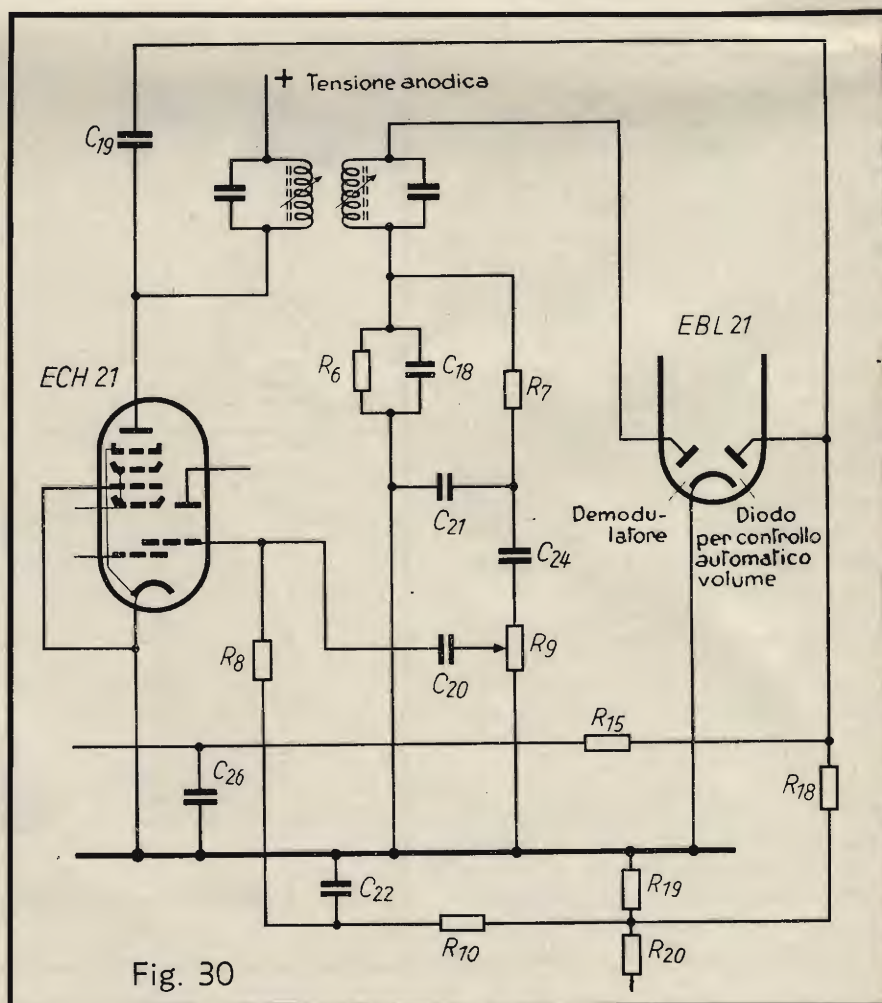 + Tensione anodica
C19
ECH 21
R6
C18
R7
EBL 21
C21
Demodu-
latore
Diodo
per controllo
automatico
volume
C24
R8
C20
R9
R15
C26
R18
C22
R19
R10
R20
Fig. 30